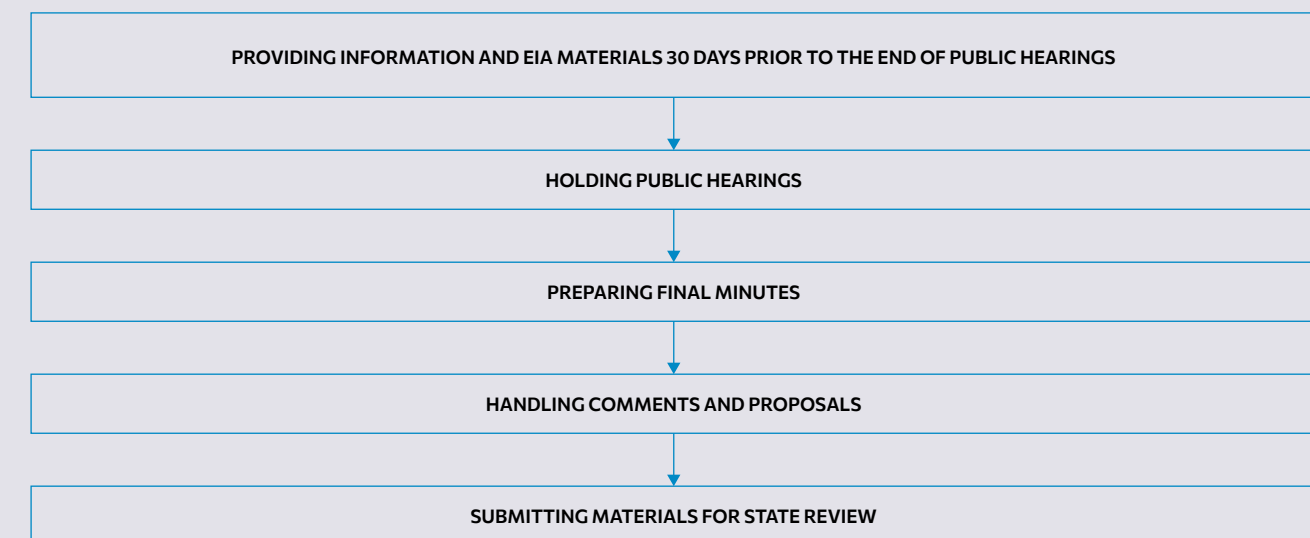 PROVIDING INFORMATION AND EIA MATERIALS 30 DAYS PRIOR TO THE END OF PUBLIC HEARINGS
HOLDING PUBLIC HEARINGS
PREPARING FINAL MINUTES
HANDLING COMMENTS AND PROPOSALS
SUBMITTING MATERIALS FOR STATE REVIEW